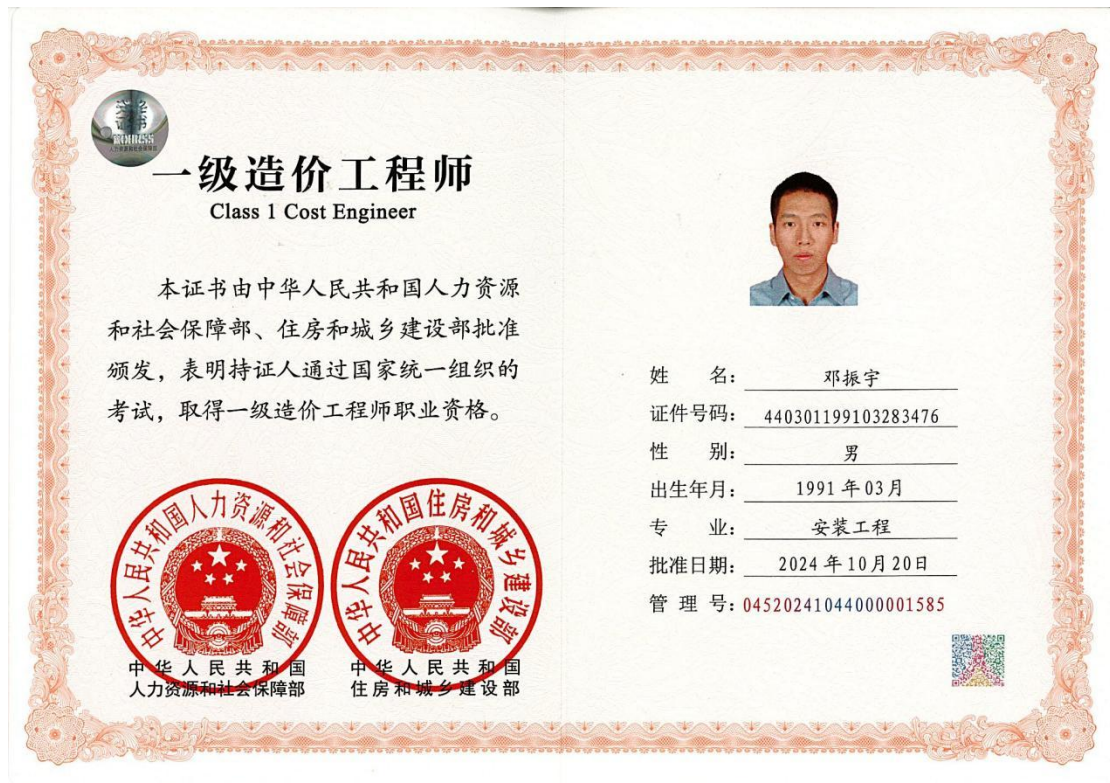 一级造价工程师
Class 1 Cost Engineer
本证书由中华人民共和国人力资源
和社会保障部、住房和城乡建设部批准
颁发，表明持证人通过国家统一组织的
考试，取得一级造价工程师职业资格。
中华人民共和国人力资源和社会保障部
中华人民共和国住房和城乡建设部
中华人民共和国
人力资源和社会保障部
中华人民共和国
住房和城乡建设部
姓 名： 邓振宇
证件号码： 440301199103283476
性 别： 男
出生年月： 1991年03月
专 业： 安装工程
批准日期： 2024年10月20日
管 理 号： 04520241044000001585